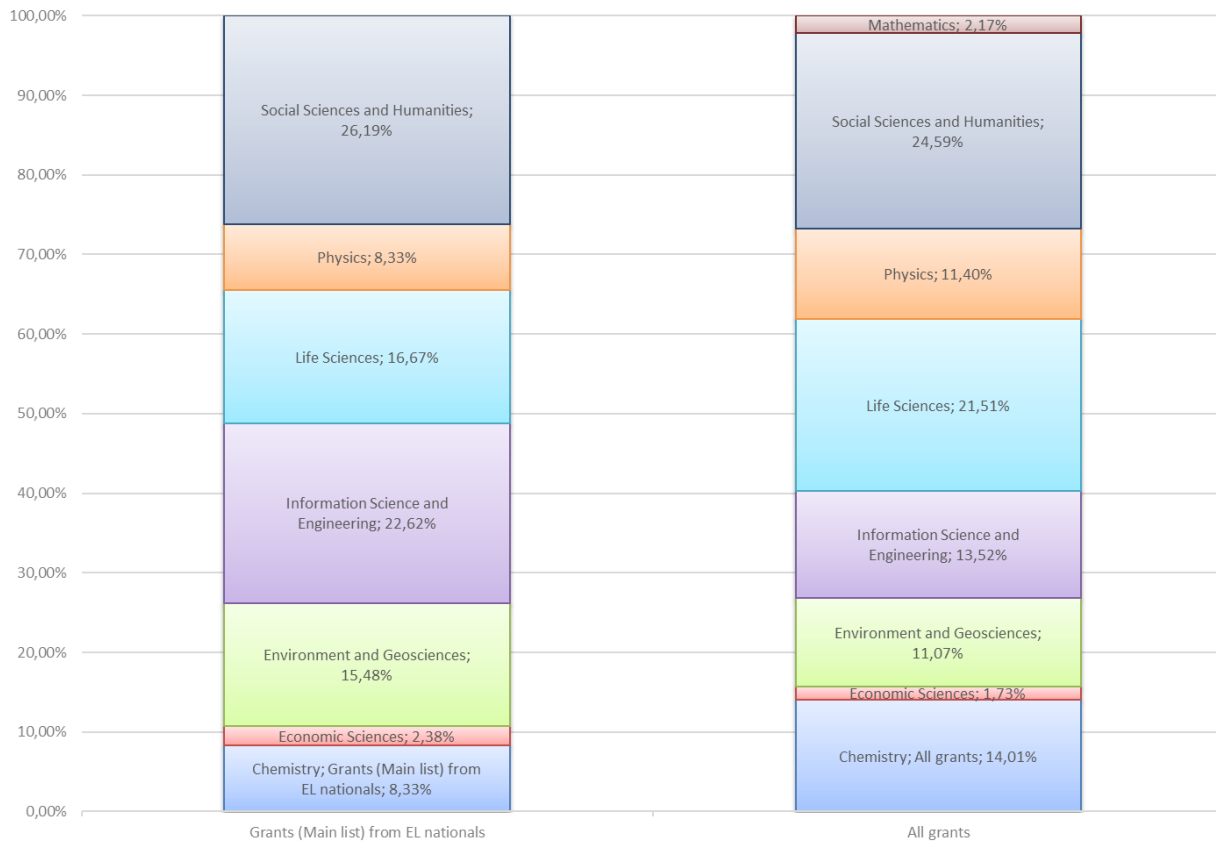 100,00%
90,00%
80,00%
70,00%
60,00%
50,00%
40,00%
30,00%
20,00%
10,00%
0,00%
Social Sciences and Humanities;
26,19%
Physics; 8,33%
Life Sciences; 16,67%
Information Science and
Engineering; 22,62%
Environment and Geosciences;
15,48%
Economic Sciences; 2,38%
Chemistry; Grants (Main list) from
EL nationals; 8,33%
Mathematics; 2,17%
Social Sciences and Humanities;
24,59%
Physics; 11,40%
Life Sciences; 21,51%
Information Science and
Engineering; 13,52%
Environment and Geosciences;
11,07%
Economic Sciences; 1,73%
Chemistry; All grants; 14,01%
Grants (Main list) from EL nationals
All grants